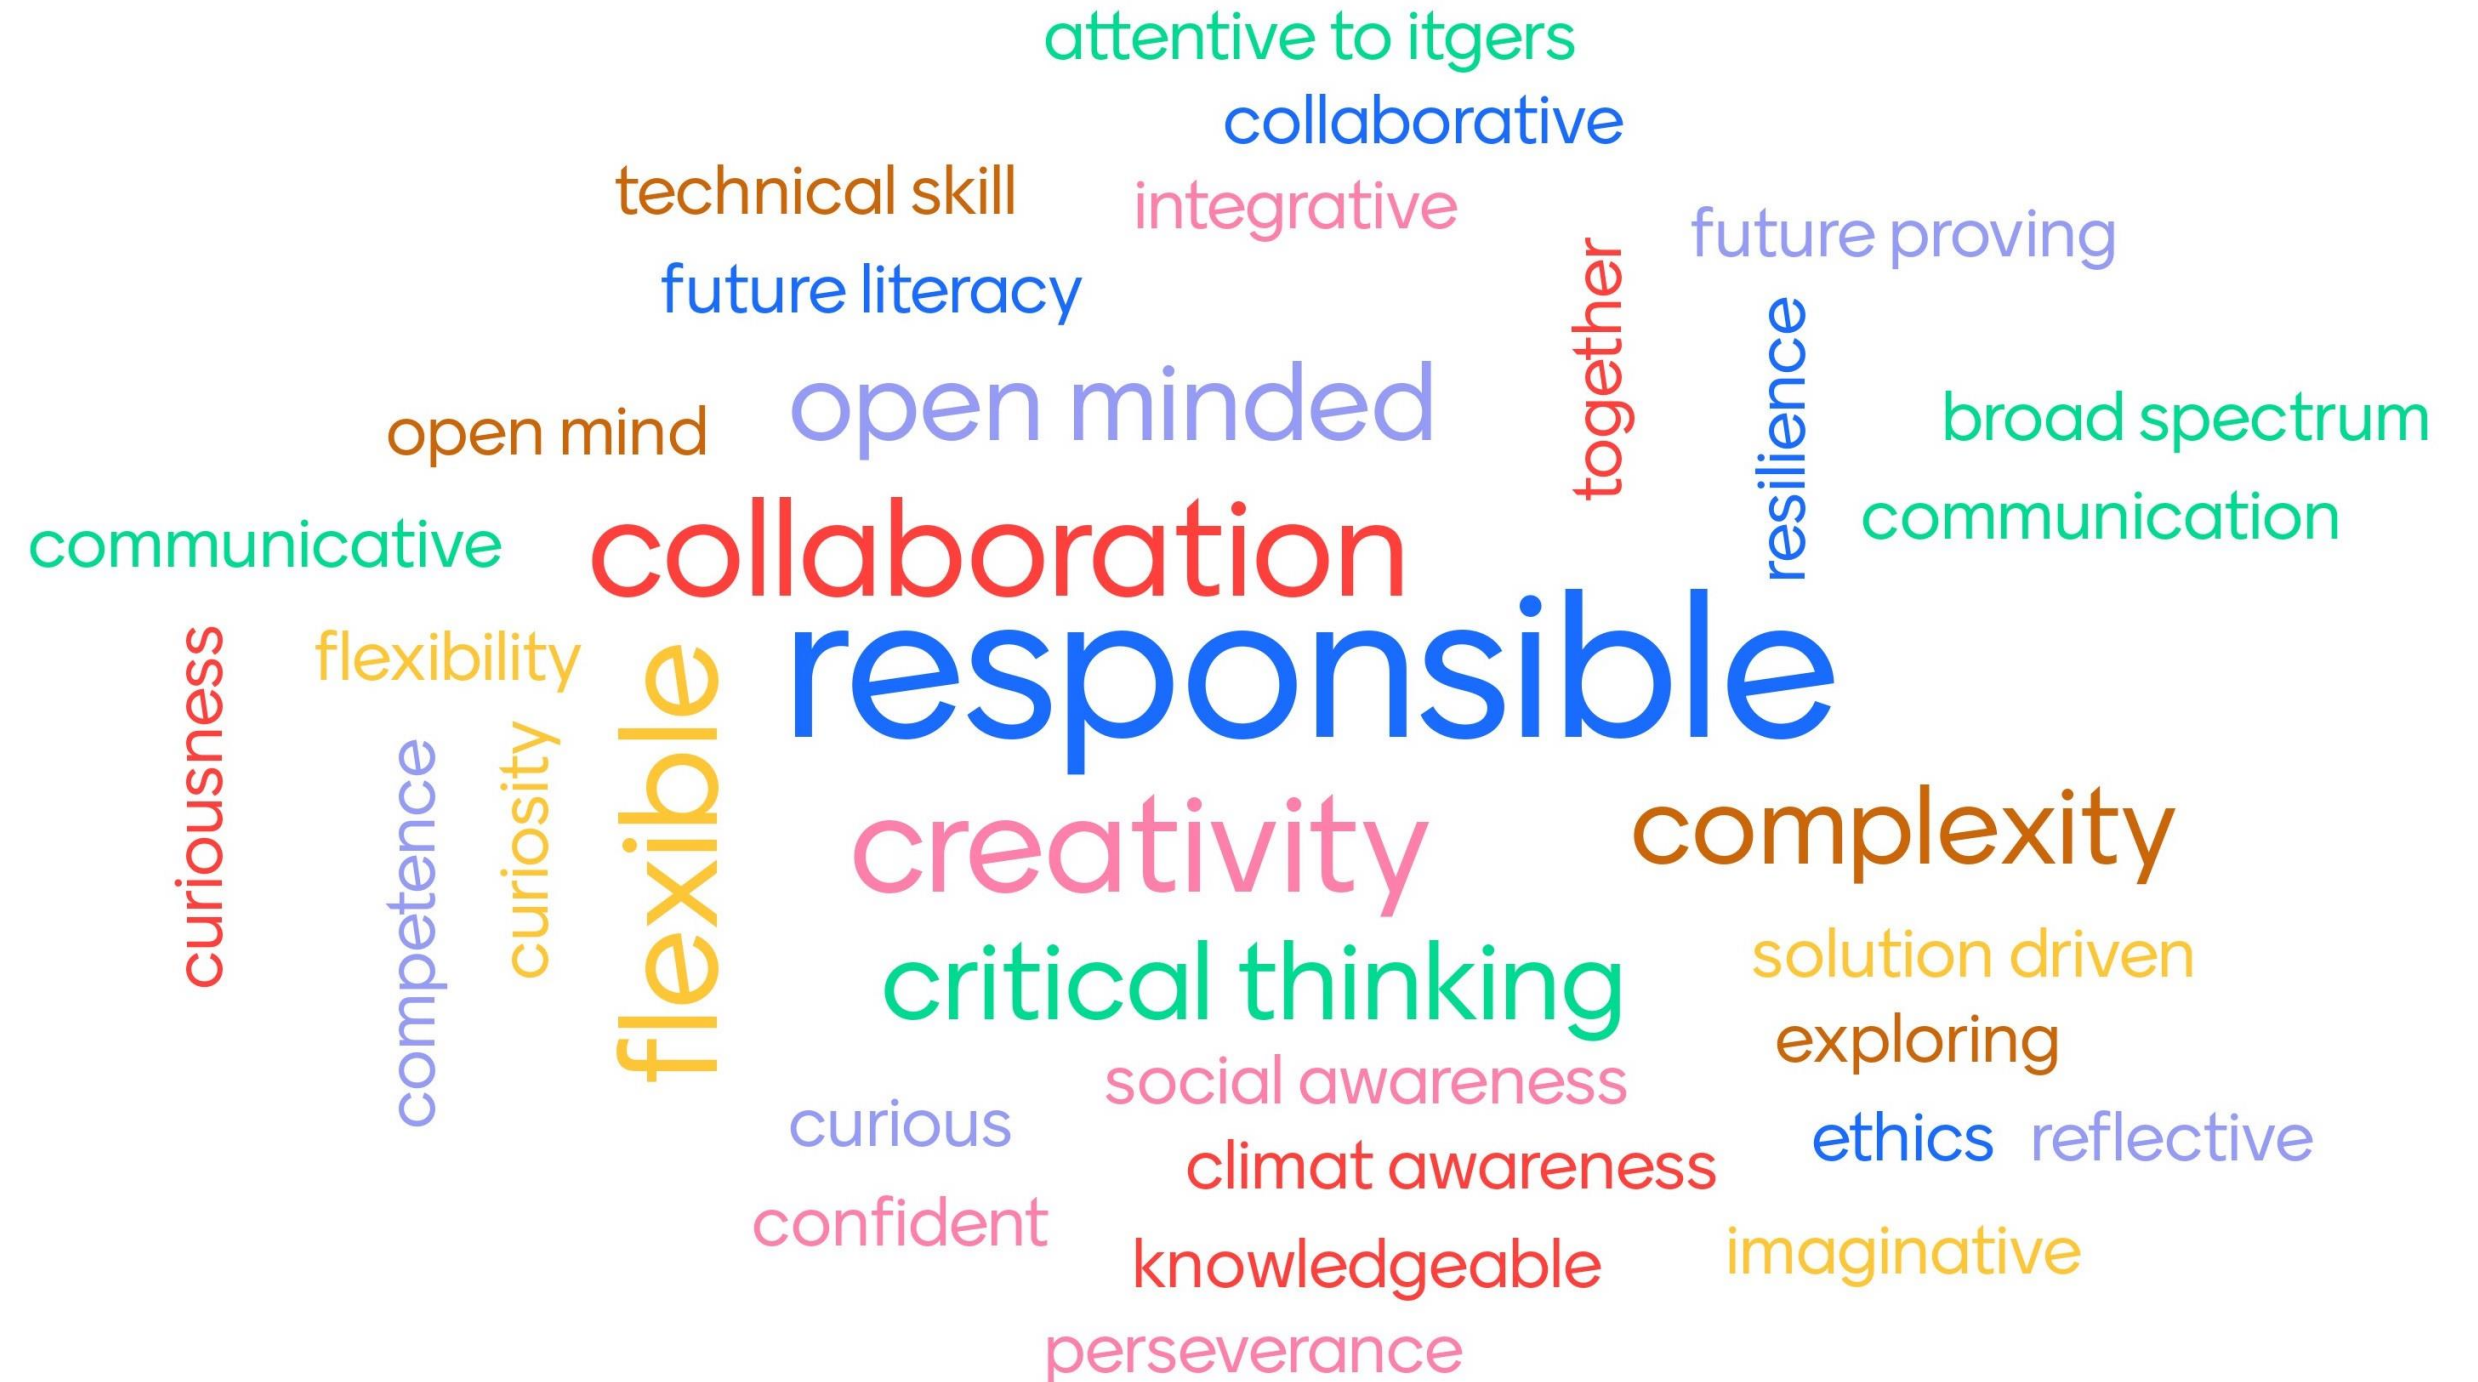 attentive to itgers
collaborative
technical skill
integrative
future proving
together
future literacy
resilience
open minded
open mind
broad spectrum
communicative
collaboration
communication
responsible
curiousness
flexibility
flexible
curiosity
competence
creativity
complexity
critical thinking
solution driven
exploring
social awareness
curious
ethics
reflective
climat awareness
confident
knowledgeable
imaginative
perseverance